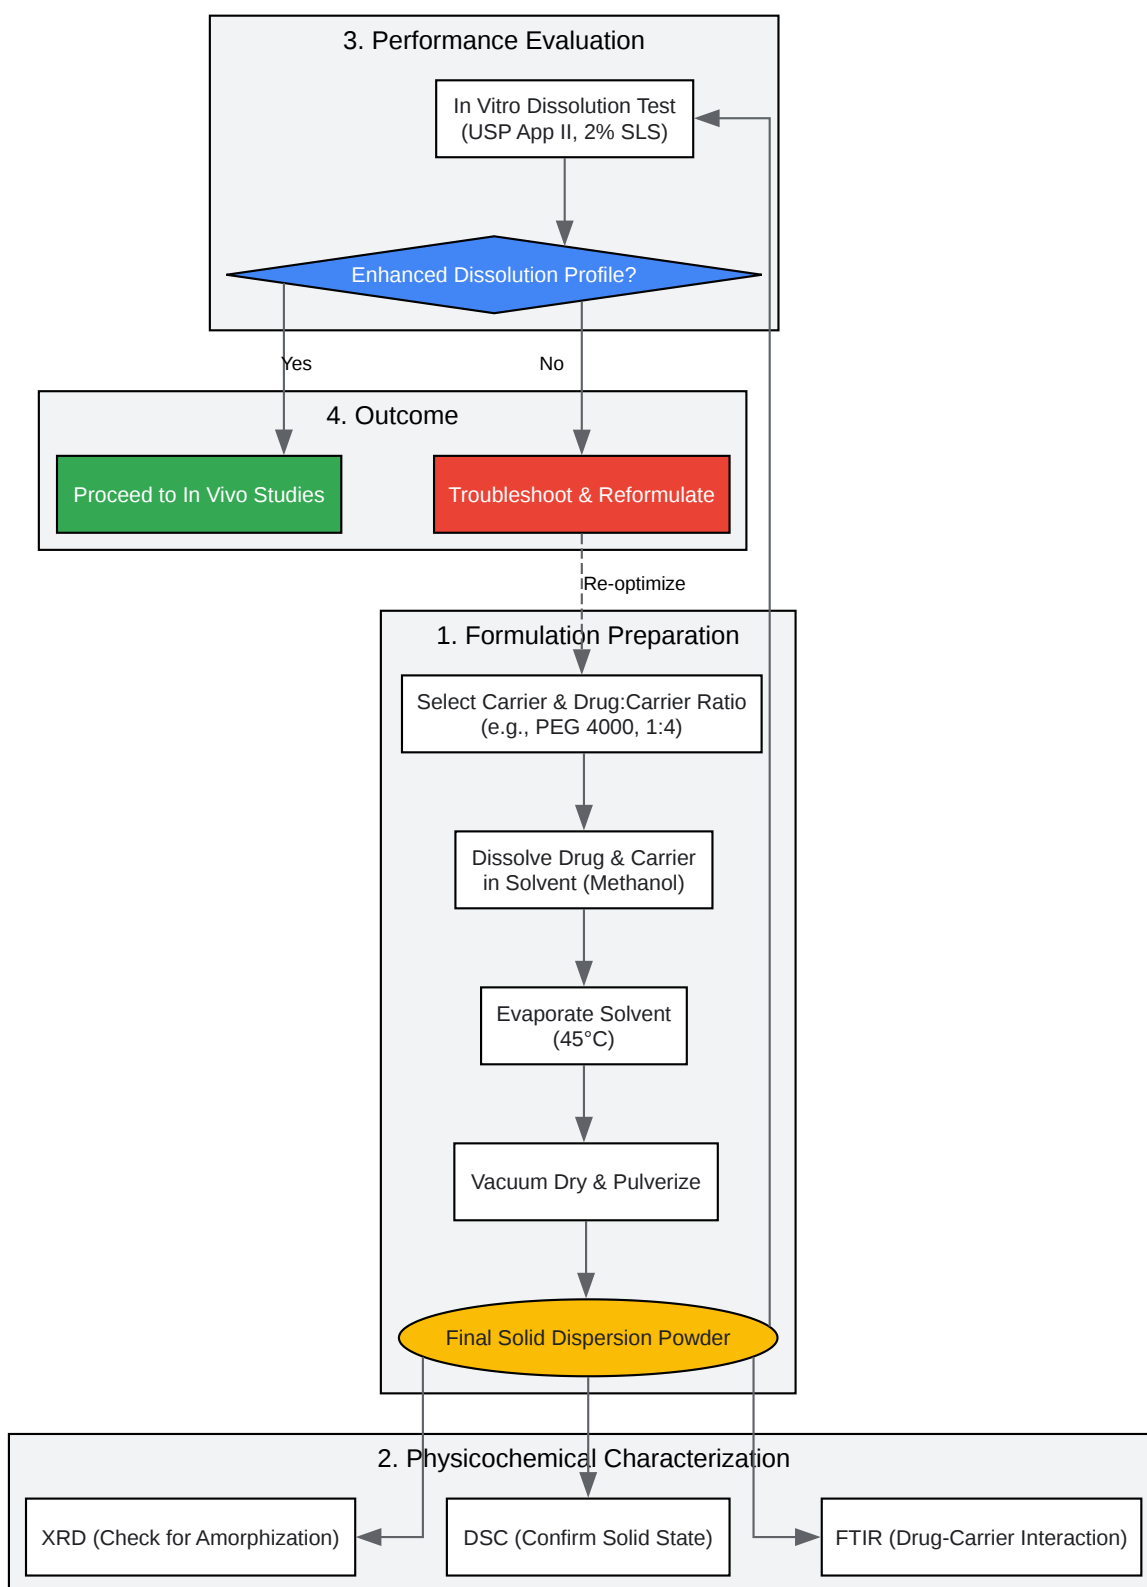 3. Performance Evaluation
In Vitro Dissolution Test
(USP App II, 2% SLS)
Enhanced Dissolution Profile?
Yes
No
4. Outcome
Proceed to In Vivo Studies
Troubleshoot & Reformulate
Re-optimize
1. Formulation Preparation
Select Carrier & Drug:Carrier Ratio
(e.g., PEG 4000, 1:4)
Dissolve Drug & Carrier
in Solvent (Methanol)
Evaporate Solvent
(45°C)
Vacuum Dry & Pulverize
Final Solid Dispersion Powder
2. Physicochemical Characterization
XRD (Check for Amorphization)
DSC (Confirm Solid State)
FTIR (Drug-Carrier Interaction)